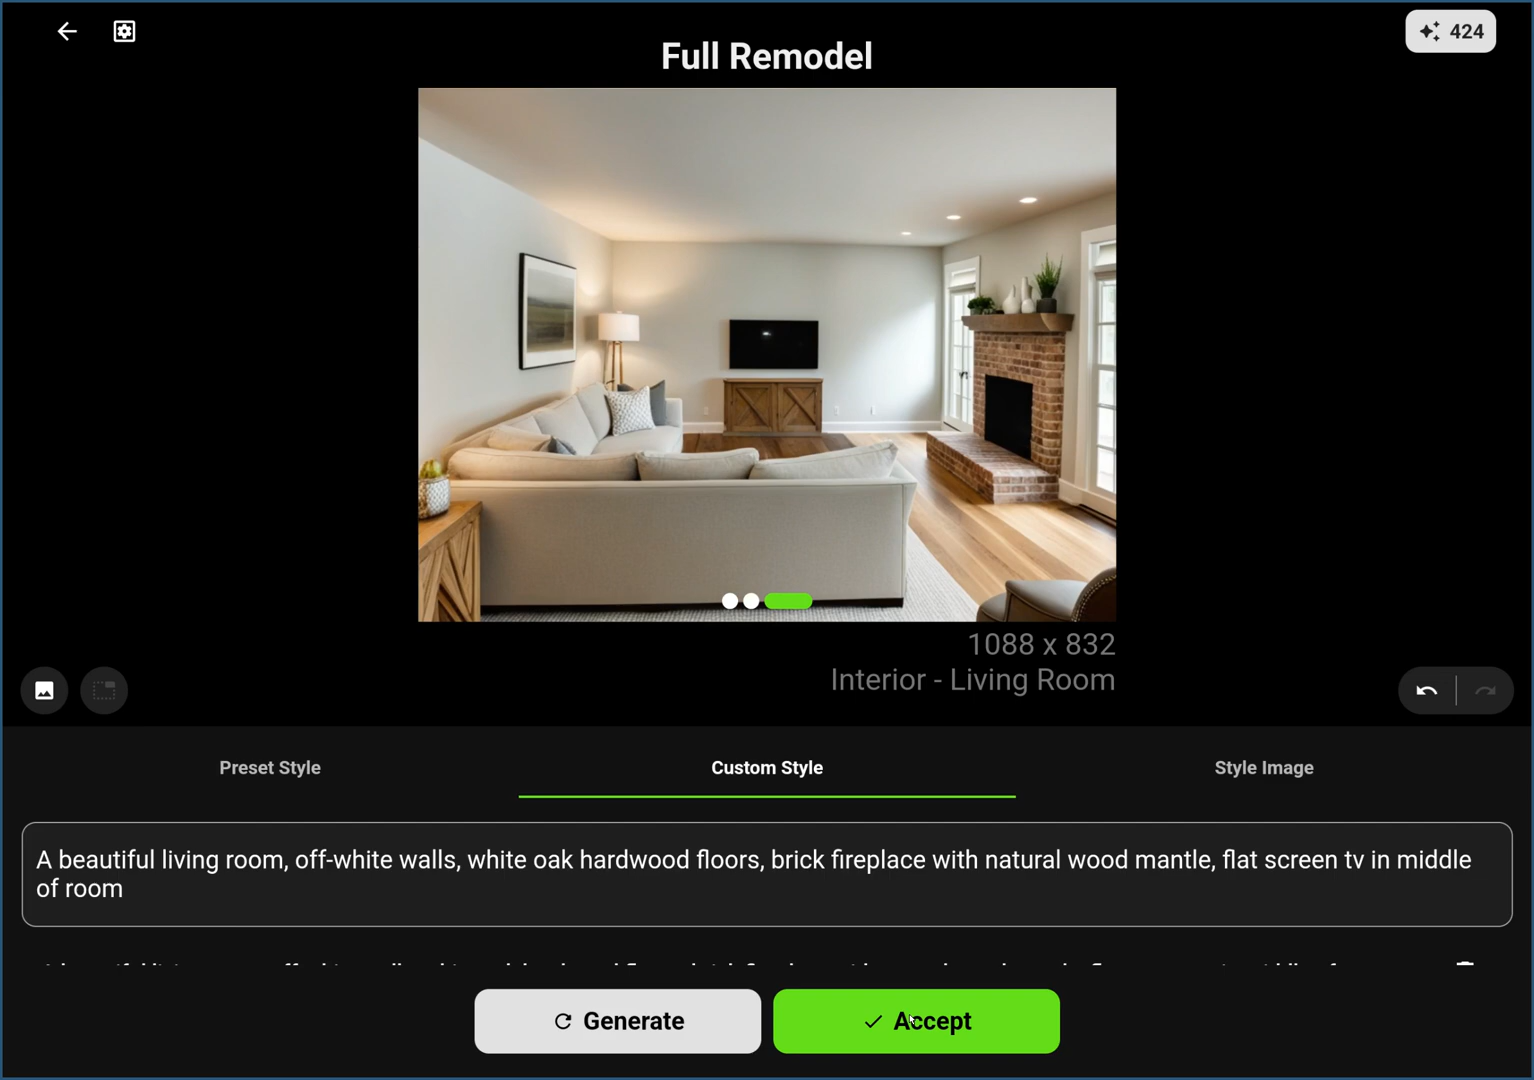 424
Full Remodel
1088 x 832
Interior - Living Room
Preset Style
Custom Style
Style Image
A beautiful living room, off-white walls, white oak hardwood floors, brick fireplace with natural wood mantle, flat screen tv in middle
of room
Generate
Accept